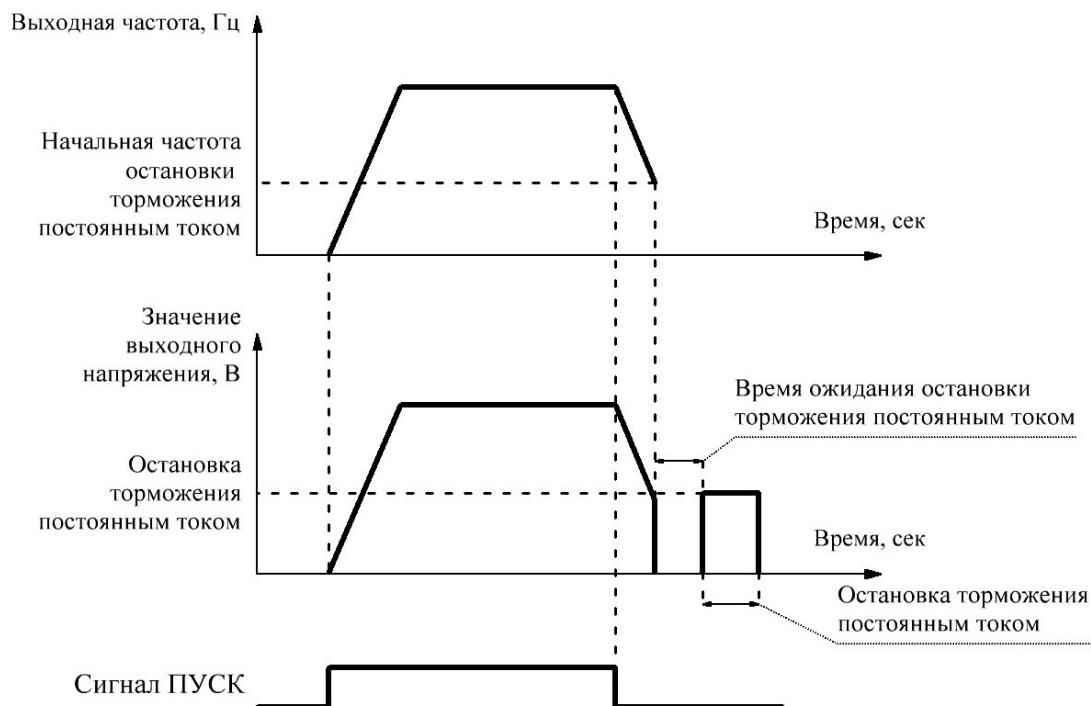 Выходная частота, Гц
Начальная частота
остановки
торможения
постоянным током
Время, сек
Значение
выходного
напряжения, В
Время ожидания остановки
торможения постоянным током
Остановка
торможения
постоянным током
Время, сек
Остановка торможения
постоянным током
Сигнал ПУСК